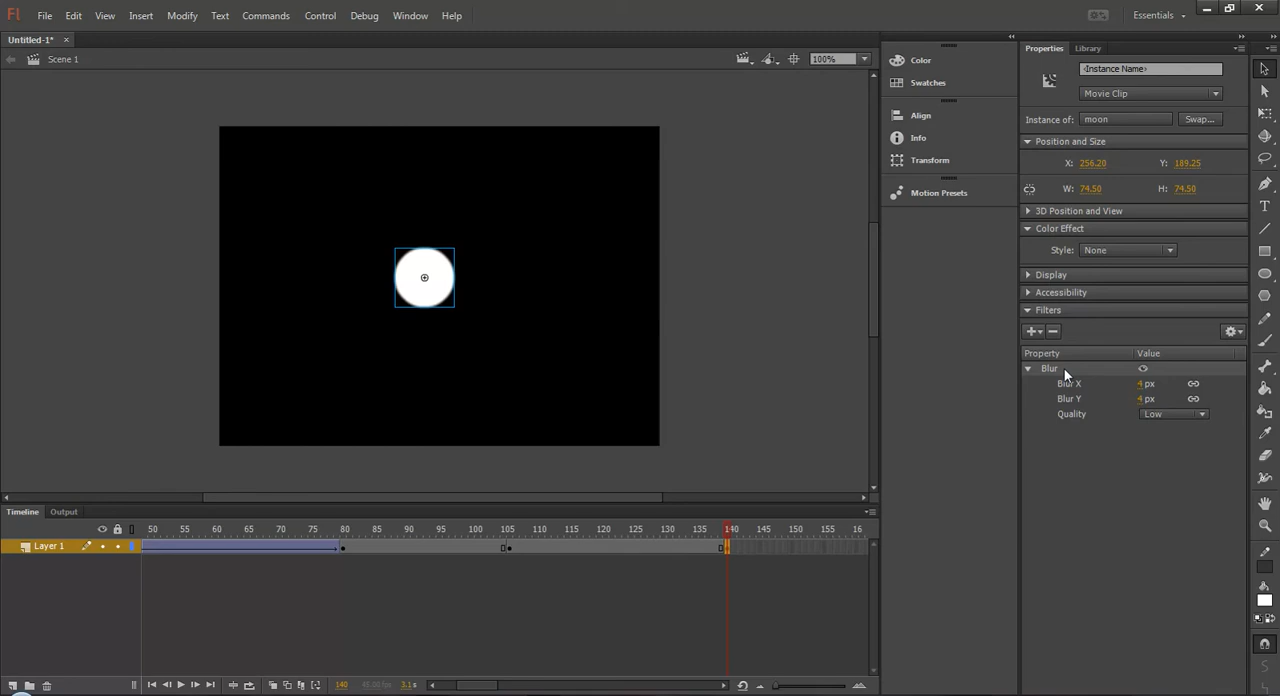 Fl File Edit View Insert Modify Text Commands Control Debug Window Help Essentials
Untitled-1* ×
Scene 1 100%
Properties Library
Color
Swatches
Align
Info
Transform
Motion Presets
<Instance Name>
Movie Clip
Instance of: moon Swap...
Position and Size
X: 256.20 Y: 189.25
W: 74.50 H: 74.50
3D Position and View
Color Effect
Style: None
Display
Accessibility
Filters
Property Value
Blur
Blur X 4 px
Blur Y 4 px
Quality Low
Timeline Output
50 55 60 65 70 75 80 85 90 95 100 105 110 115 120 125 130 135 140 145 150 155 16
Layer 1
140 3.1s